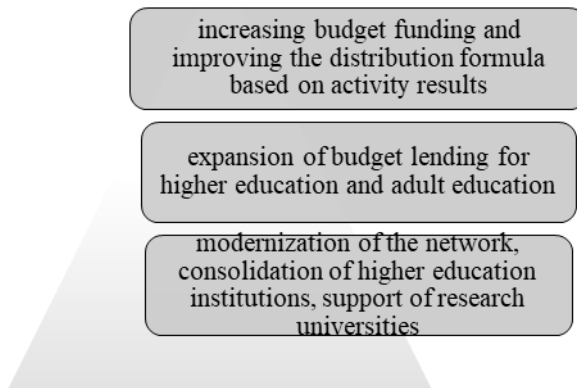 increasing budget funding and
improving the distribution formula
based on activity results
expansion of budget lending for
higher education and adult education
modernization of the network,
consolidation of higher education
institutions, support of research
universities